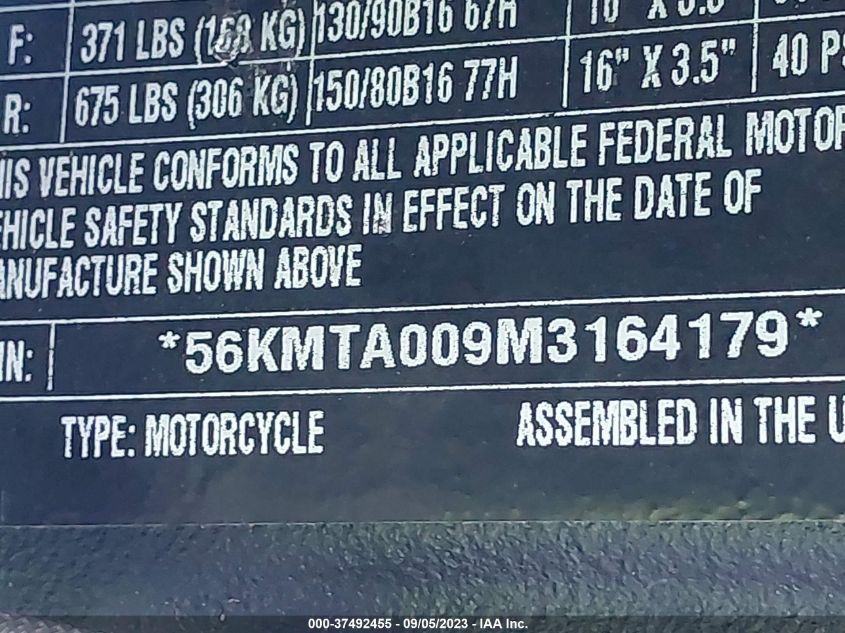 F: 371 LBS (168 KG) 130/90B16 67H
R: 675 LBS (306 KG) 150/80B16 77H 16" X 3.5" 40 PS
HIS VEHICLE CONFORMS TO ALL APPLICABLE FEDERAL MOTOR
EHICLE SAFETY STANDARDS IN EFFECT ON THE DATE OF
ANUFACTURE SHOWN ABOVE
IN: *56KMTA009M3164179*
TYPE: MOTORCYCLE ASSEMBLED IN THE U
000-37492455 - 09/05/2023 - IAA Inc.